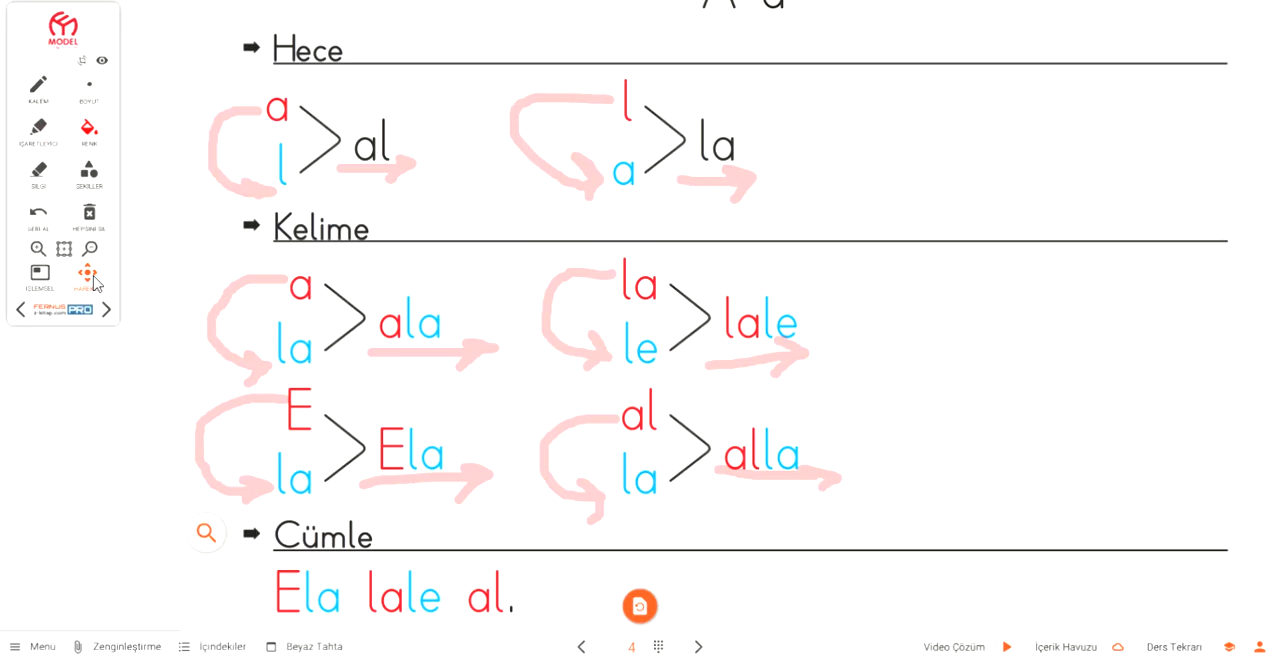 A a
MODEL
KALEM BOYUT
İŞARETLEYİCİ RENK
SİLGİ ŞEKİLLER
GERİ AL HEPSİNİ SİL
İŞLEMSEL
FERNUS PRO
➡ Hece
a
l
al
l
a
la
➡ Kelime
a
la
ala
la
le
lale
E
la
Ela
al
la
alla
➡ Cümle
Ela lale al.
Menu Zenginleştirme İçindekiler Beyaz Tahta 4 Video Çözüm İçerik Havuzu Ders Tekrarı